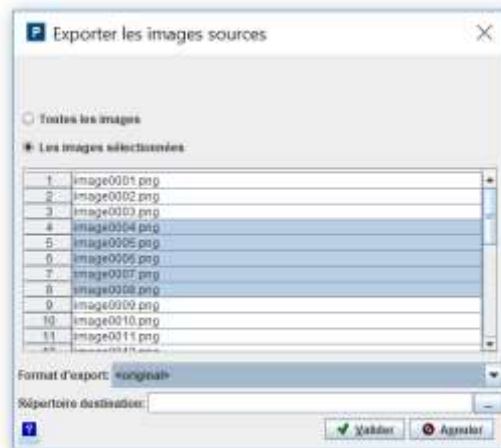 P Exporter les images sources
Toutes les images
Les images sélectionnées
1 image0001.png
2 image0002.png
3 image0003.png
4 image0004.png
5 image0005.png
6 image0006.png
7 image0007.png
8 image0008.png
9 image0009.png
10 image0010.png
11 image0011.png
Format d'export: <original>
Répertoire destination: ...
? Valider Annuler